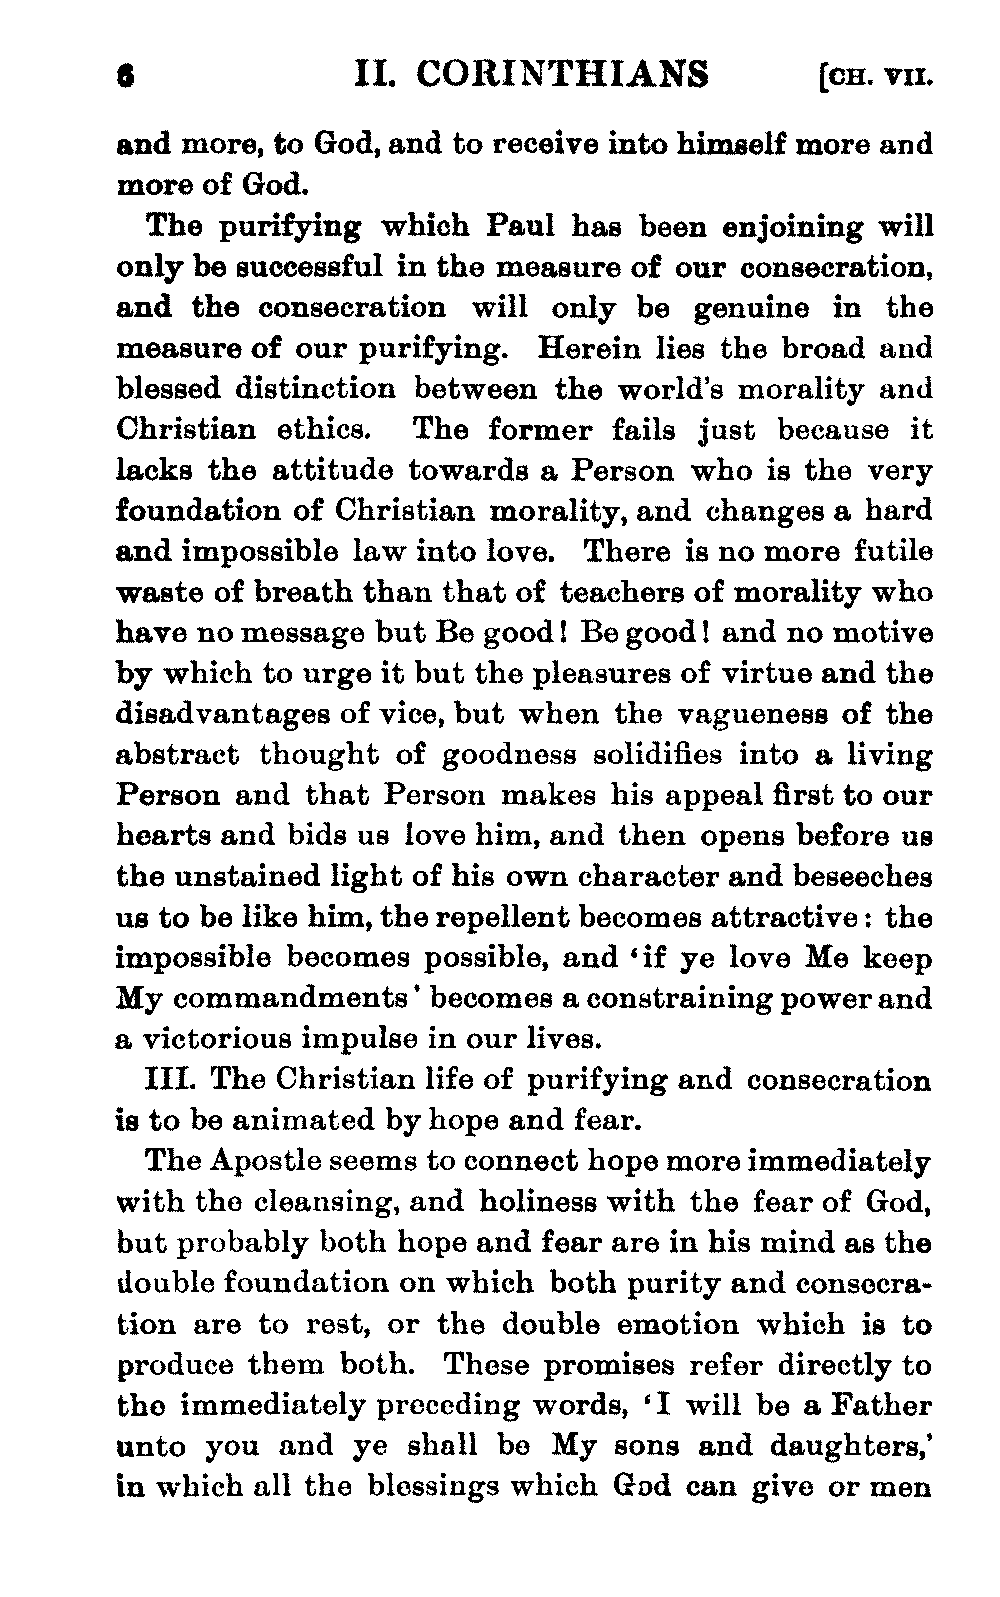 6 II. CORINTHIANS [CH. VII.
and more, to God, and to receive into himself more and
more of God.
The purifying which Paul has been enjoining will
only be successful in the measure of our consecration,
and the consecration will only be genuine in the
measure of our purifying. Herein lies the broad and
blessed distinction between the world's morality and
Christian ethics. The former fails just because it
lacks the attitude towards a Person who is the very
foundation of Christian morality, and changes a hard
and impossible law into love. There is no more futile
waste of breath than that of teachers of morality who
have no message but Be good! Be good! and no motive
by which to urge it but the pleasures of virtue and the
disadvantages of vice, but when the vagueness of the
abstract thought of goodness solidifies into a living
Person and that Person makes his appeal first to our
hearts and bids us love him, and then opens before us
the unstained light of his own character and beseeches
us to be like him, the repellent becomes attractive: the
impossible becomes possible, and 'if ye love Me keep
My commandments' becomes a constraining power and
a victorious impulse in our lives.
III. The Christian life of purifying and consecration
is to be animated by hope and fear.
The Apostle seems to connect hope more immediately
with the cleansing, and holiness with the fear of God,
but probably both hope and fear are in his mind as the
double foundation on which both purity and consecra-
tion are to rest, or the double emotion which is to
produce them both. These promises refer directly to
the immediately preceding words, 'I will be a Father
unto you and ye shall be My sons and daughters,'
in which all the blessings which God can give or men